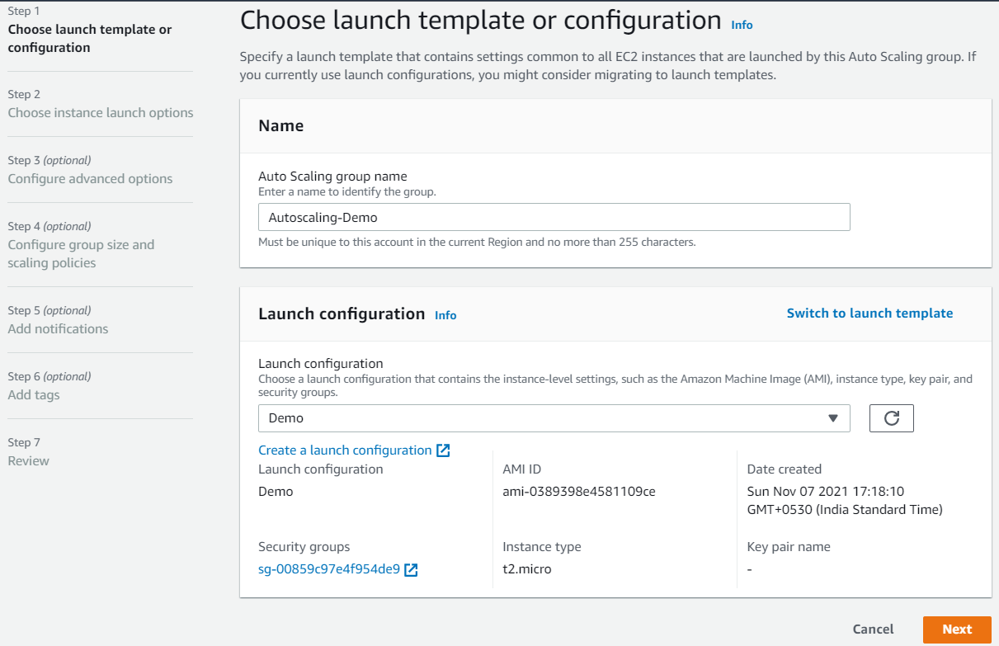 Step 1
Choose launch template or
configuration
Step 2
Choose instance launch options
Step 3 (optional)
Configure advanced options
Step 4 (optional)
Configure group size and
scaling policies
Step 5 (optional)
Add notifications
Step 6 (optional)
Add tags
Step 7
Review
Choose launch template or configuration Info
Specify a launch template that contains settings common to all EC2 instances that are launched by this Auto Scaling group. If
you currently use launch configurations, you might consider migrating to launch templates.
Name
Auto Scaling group name
Enter a name to identify the group.
Autoscaling-Demo
Must be unique to this account in the current Region and no more than 255 characters.
Launch configuration Info
Switch to launch template
Launch configuration
Choose a launch configuration that contains the instance-level settings, such as the Amazon Machine Image (AMI), instance type, key pair, and
security groups.
Demo
Create a launch configuration
Launch configuration
Demo
AMI ID
ami-0389398e4581109ce
Date created
Sun Nov 07 2021 17:18:10
GMT+0530 (India Standard Time)
Security groups
sg-00859c97e4f954de9
Instance type
t2.micro
Key pair name
-
Cancel
Next